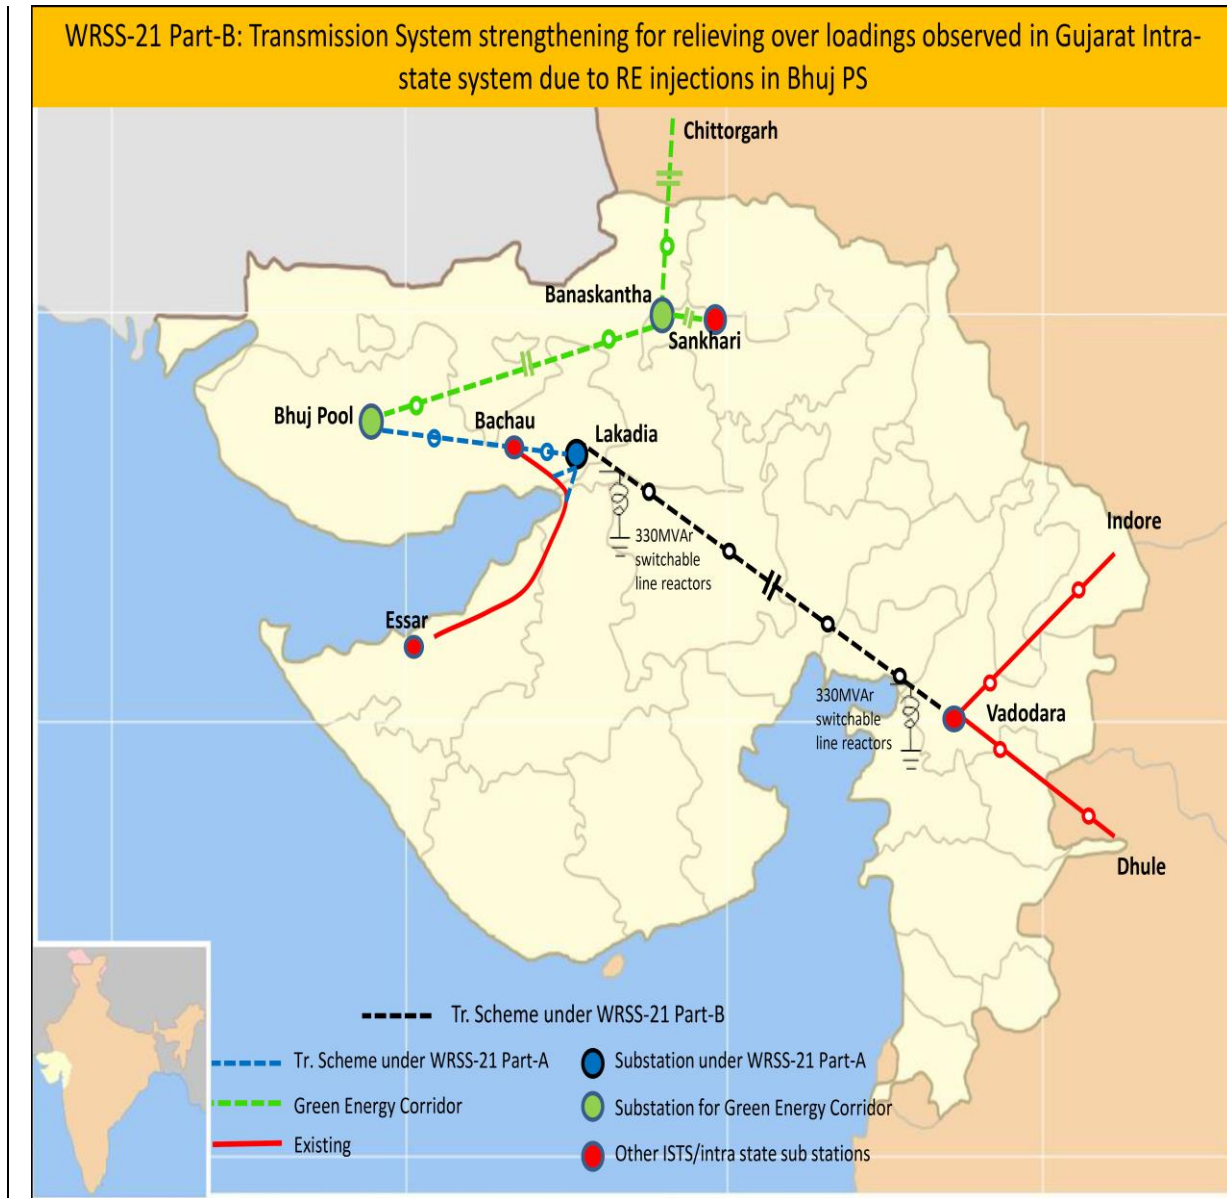 WRSS-21 Part-B: Transmission System strengthening for relieving over loadings observed in Gujarat Intra-
state system due to RE injections in Bhuj PS
Chittorgarh
Banaskantha
Sankhari
Bhuj Pool
Bachau
Lakadia
330MVAr
switchable
line reactors
Indore
Essar
330MVAr
switchable
line reactors
Vadodara
Dhule
Tr. Scheme under WRSS-21 Part-B
Tr. Scheme under WRSS-21 Part-A
Substation under WRSS-21 Part-A
Green Energy Corridor
Substation for Green Energy Corridor
Existing
Other ISTS/intra state sub stations